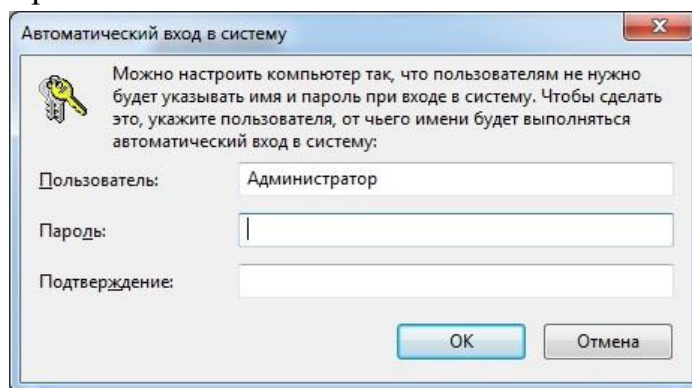 Автоматический вход в систему
Можно настроить компьютер так, что пользователям не нужно
будет указывать имя и пароль при входе в систему. Чтобы сделать
это, укажите пользователя, от чьего имени будет выполняться
автоматический вход в систему:
Пользователь: Администратор
Пароль:
Подтверждение:
ОК Отмена